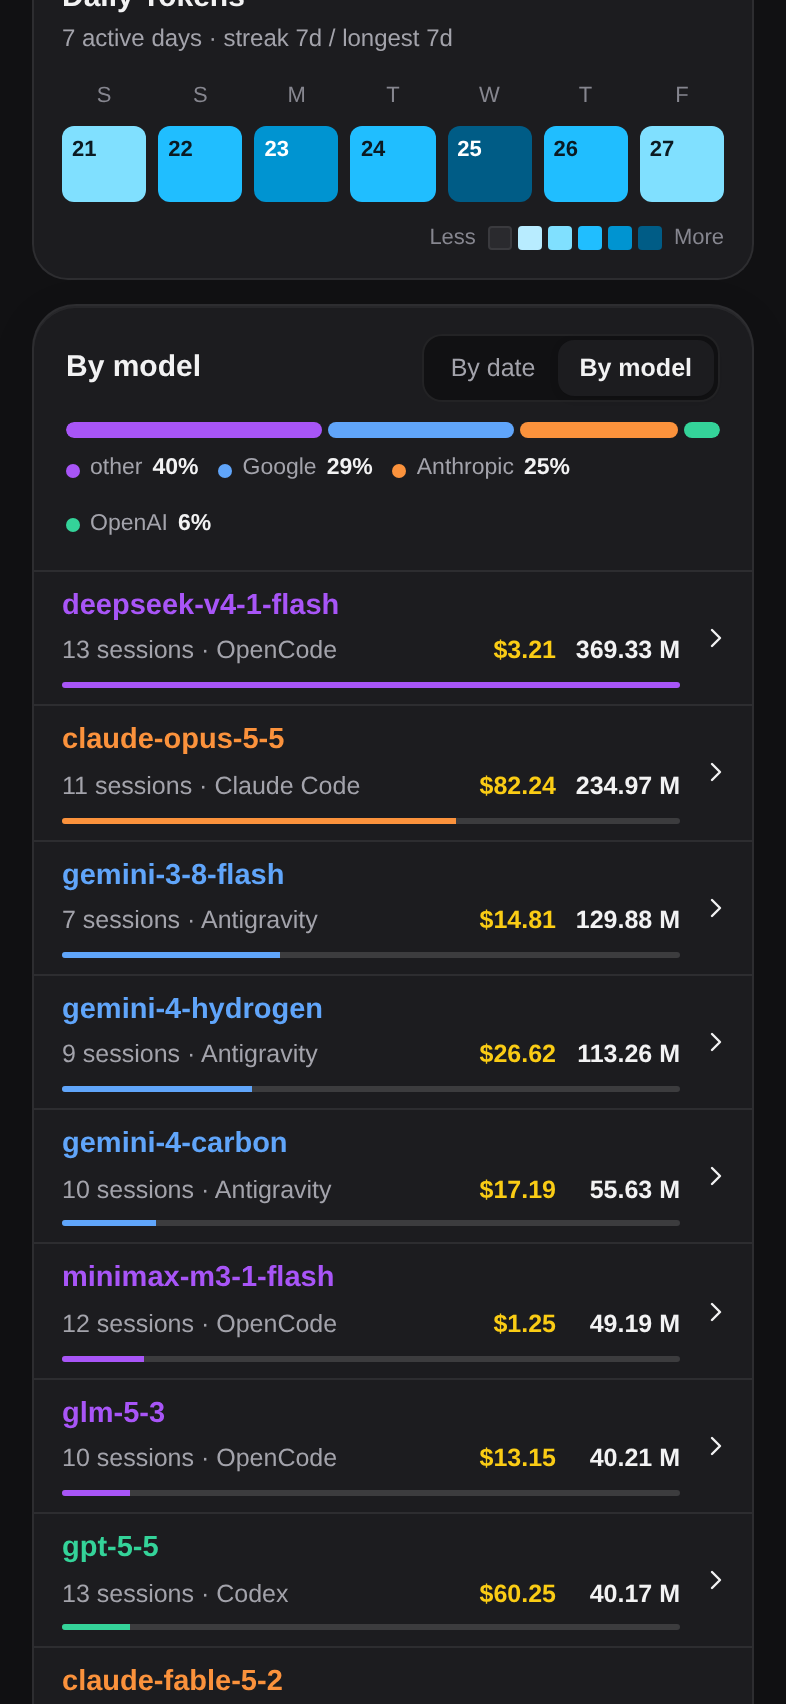 Daily Tokens
7 active days · streak 7d / longest 7d
S S M T W T F
21 22 23 24 25 26 27
Less More
By model By date By model
other 40% Google 29% Anthropic 25%
OpenAI 6%
deepseek-v4-1-flash
13 sessions · OpenCode $3.21 369.33 M
claude-opus-5-5
11 sessions · Claude Code $82.24 234.97 M
gemini-3-8-flash
7 sessions · Antigravity $14.81 129.88 M
gemini-4-hydrogen
9 sessions · Antigravity $26.62 113.26 M
gemini-4-carbon
10 sessions · Antigravity $17.19 55.63 M
minimax-m3-1-flash
12 sessions · OpenCode $1.25 49.19 M
glm-5-3
10 sessions · OpenCode $13.15 40.21 M
gpt-5-5
13 sessions · Codex $60.25 40.17 M
claude-fable-5-2